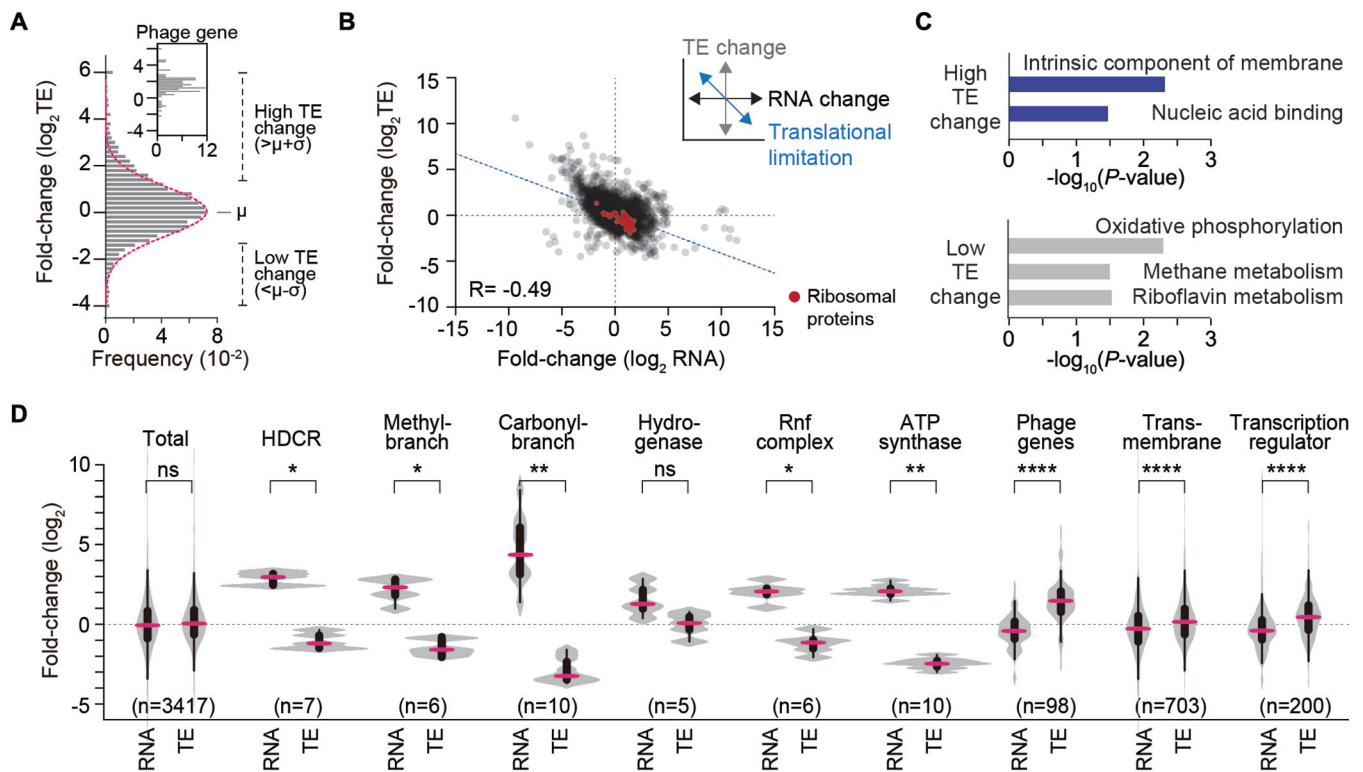 A
Phage gene
6
4
0
-4
0 12
Fold-change (log2TE)
6
4
2
0
-2
-4
High TE
change
(>μ+σ)
μ
Low TE
change
(<μ-σ)
0 4 8
Frequency (10-2)
B
Fold-change (log2TE)
15
10
5
0
-5
-10
-15 -10 -5 0 5 10 15
Fold-change (log2 RNA)
R= -0.49
TE change
RNA change
Translational
limitation
Ribosomal
proteins
C
High
TE
change
Intrinsic component of membrane
Nucleic acid binding
0 1 2 3
-log10(P-value)
Low
TE
change
Oxidative phosphorylation
Methane metabolism
Riboflavin metabolism
0 1 2 3
-log10(P-value)
D
Total
HDCR
Methyl-
branch
Carbonyl-
branch
Hydro-
genase
Rnf
complex
ATP
synthase
Phage
genes
Trans-
membrane
Transcription
regulator
ns * * ** ns * ** **** **** ****
Fold-change (log2)
10
5
0
-5
(n=3417) (n=7) (n=6) (n=10) (n=5) (n=6) (n=10) (n=98) (n=703) (n=200)
RNA TE RNA TE RNA TE RNA TE RNA TE RNA TE RNA TE RNA TE RNA TE RNA TE